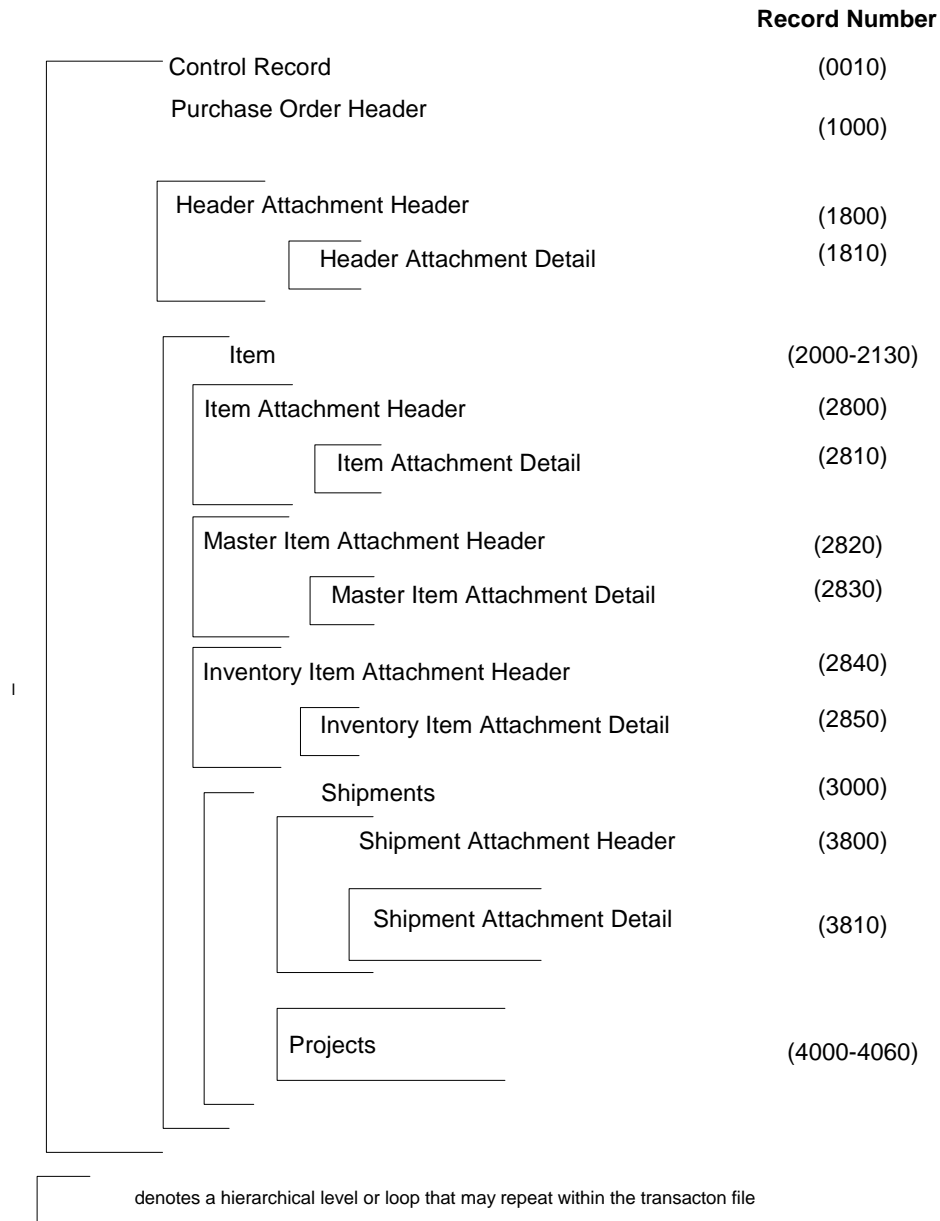 Record Number
Control Record (0010)
Purchase Order Header (1000)
Header Attachment Header (1800)
Header Attachment Detail (1810)
Item (2000-2130)
Item Attachment Header (2800)
Item Attachment Detail (2810)
Master Item Attachment Header (2820)
Master Item Attachment Detail (2830)
Inventory Item Attachment Header (2840)
l
Inventory Item Attachment Detail (2850)
Shipments (3000)
Shipment Attachment Header (3800)
Shipment Attachment Detail (3810)
Projects (4000-4060)
denotes a hierarchical level or loop that may repeat within the transacton file